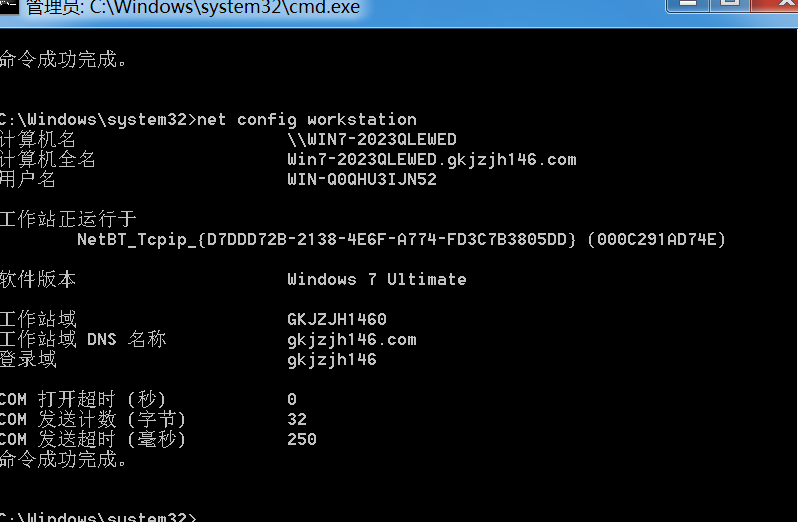 管理员: C:\Windows\system32\cmd.exe
命令成功完成。
C:\Windows\system32>net config workstation
计算机名 \\WIN7-2023QLEWED
计算机全名 Win7-2023QLEWED.gkjzjh146.com
用户名 WIN-Q0QHU3IJN52
工作站正运行于
NetBT_Tcpip_{D7DDD72B-2138-4E6F-A774-FD3C7B3805DD} (000C291AD74E)
软件版本 Windows 7 Ultimate
工作站域 GKJZJH1460
工作站域 DNS 名称 gkjzjh146.com
登录域 gkjzjh146
COM 打开超时 (秒) 0
COM 发送计数 (字节) 32
COM 发送超时 (毫秒) 250
命令成功完成。
C:\Windows\system32>